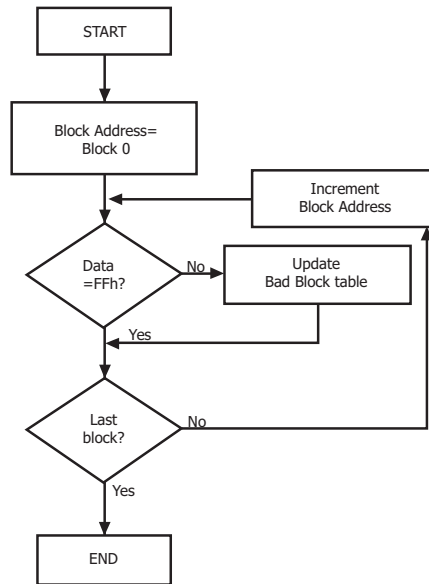 START
Block Address=
Block 0
Increment
Block Address
Data
=FFh?
No
Update
Bad Block table
Yes
Last
block?
No
Yes
END